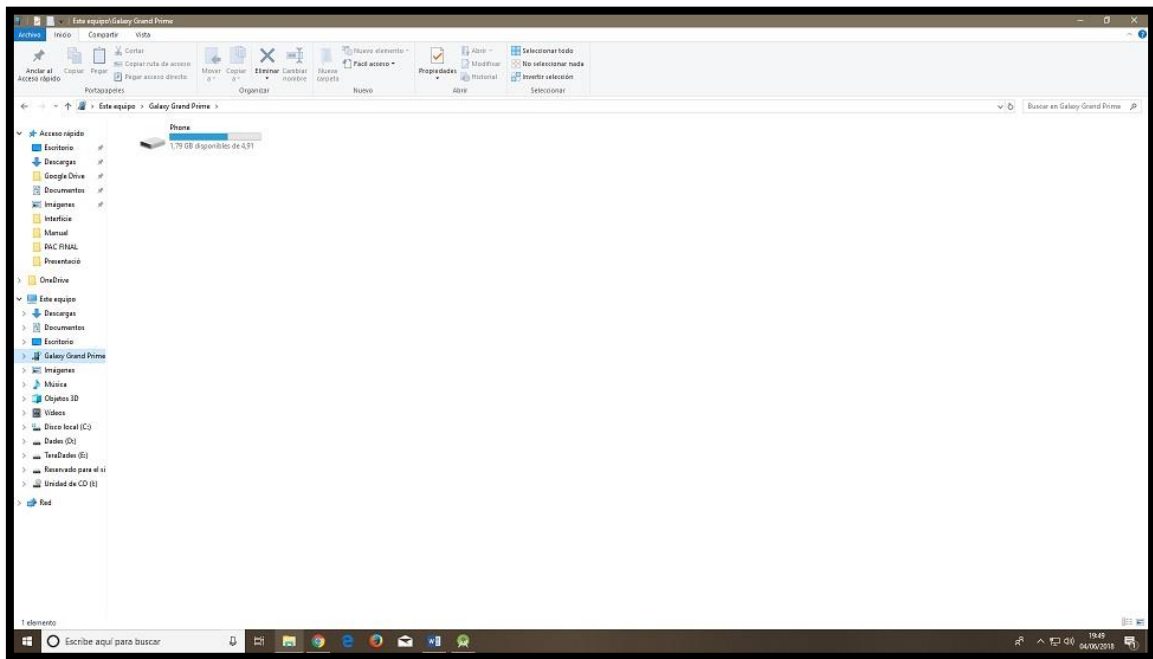 Este equipo\Galaxy Grand Prime
Archivo Inicio Compartir Vista
Anclar al Acceso rápido
Copiar
Pegar
Cortar
Copiar ruta de acceso
Pegar acceso directo
Portapapeles
Mover a
Copiar a
Eliminar
Cambiar nombre
Organizar
Nueva carpeta
Nuevo elemento
Fácil acceso
Nuevo
Propiedades
Abrir
Modificar
Historial
Abrir
Seleccionar todo
No seleccionar nada
Invertir selección
Seleccionar
Este equipo > Galaxy Grand Prime >
Buscar en Galaxy Grand Prime
Acceso rápido
Escritorio
Descargas
Google Drive
Documentos
Imágenes
Interfície
Manual
PAC FINAL
Presentació
OneDrive
Este equipo
Descargas
Documentos
Escritorio
Galaxy Grand Prime
Imágenes
Música
Objetos 3D
Vídeos
Disco local (C:)
Dades (D:)
TeraDades (E:)
Reservado para el si
Unidad de CD (I:)
Red
Phone
1,79 GB disponibles de 4,91
1 elemento
Escribe aquí para buscar
19:49
04/06/2018